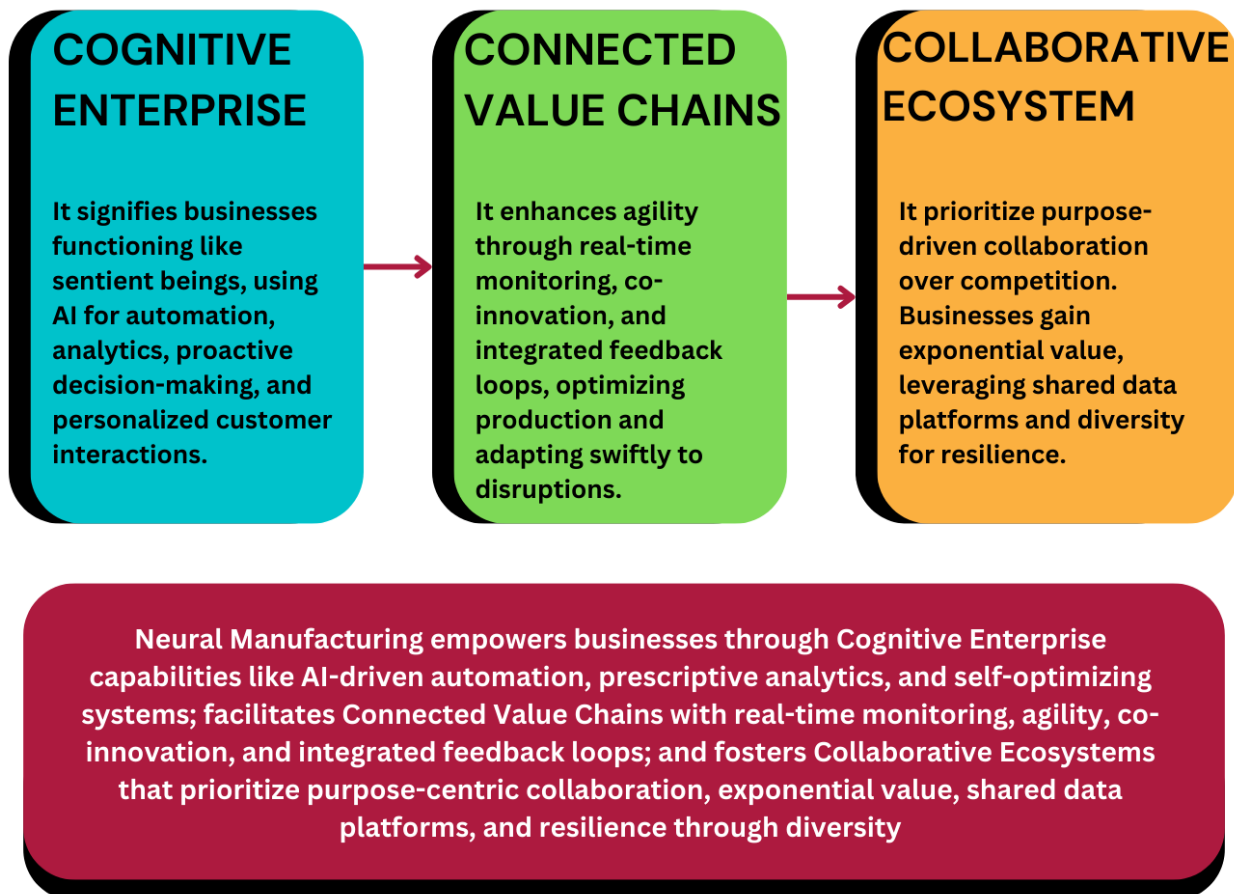 COGNITIVE
ENTERPRISE
It signifies businesses
functioning like
sentient beings, using
AI for automation,
analytics, proactive
decision-making, and
personalized customer
interactions.
CONNECTED
VALUE CHAINS
It enhances agility
through real-time
monitoring, co-
innovation, and
integrated feedback
loops, optimizing
production and
adapting swiftly to
disruptions.
COLLABORATIVE
ECOSYSTEM
It prioritize purpose-
driven collaboration
over competition.
Businesses gain
exponential value,
leveraging shared data
platforms and diversity
for resilience.
Neural Manufacturing empowers businesses through Cognitive Enterprise
capabilities like AI-driven automation, prescriptive analytics, and self-optimizing
systems; facilitates Connected Value Chains with real-time monitoring, agility, co-
innovation, and integrated feedback loops; and fosters Collaborative Ecosystems
that prioritize purpose-centric collaboration, exponential value, shared data
platforms, and resilience through diversity